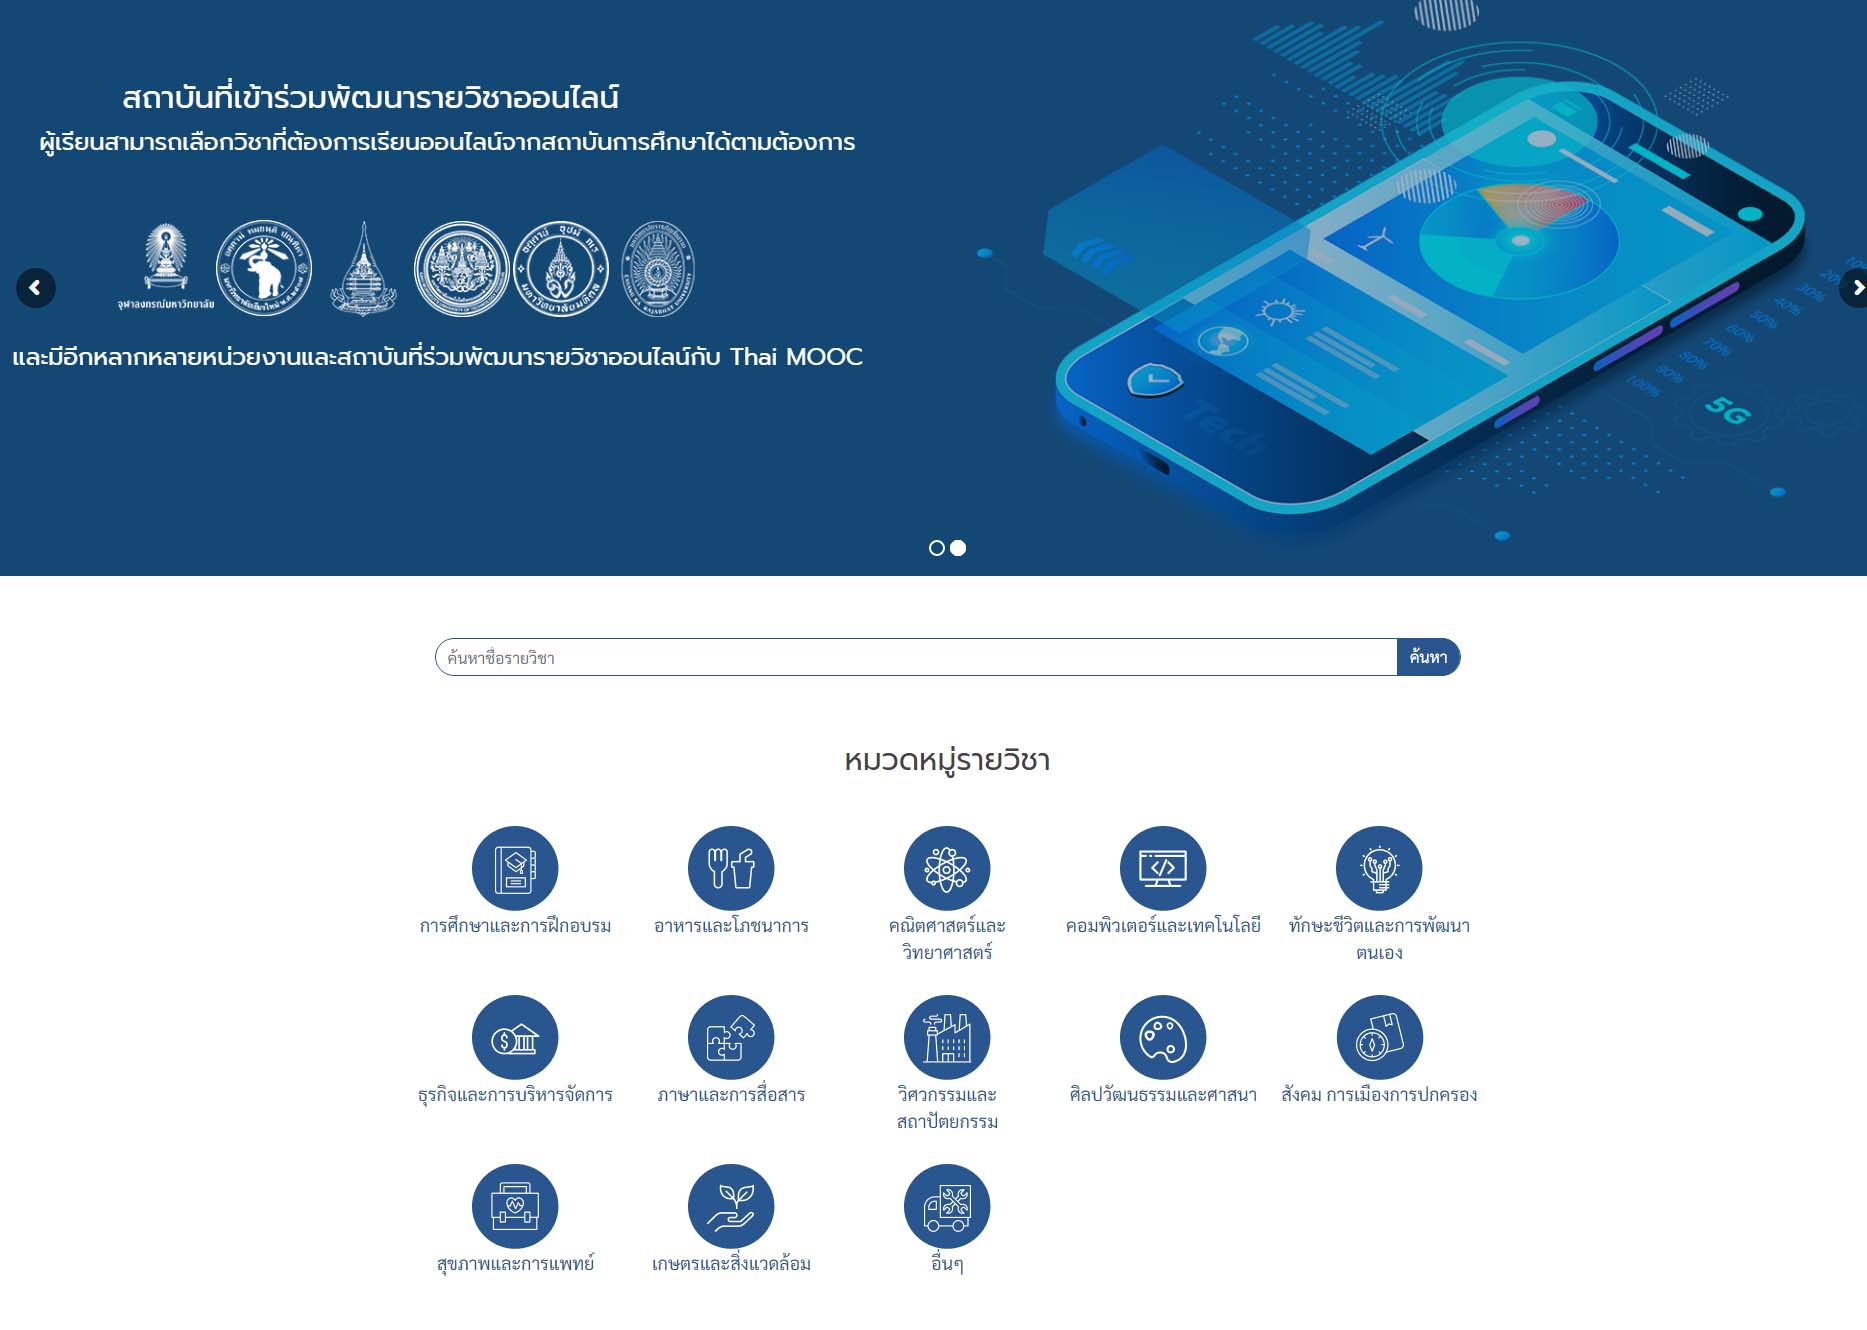 สถาบันที่เข้าร่วมพัฒนารายวิชาออนไลน์
ผู้เรียนสามารถเลือกวิชาที่ต้องการเรียนออนไลน์จากสถาบันการศึกษาได้ตามต้องการ
จุฬาลงกรณ์มหาวิทยาลัย
และมีอีกหลากหลายหน่วยงานและสถาบันที่ร่วมพัฒนารายวิชาออนไลน์กับ Thai MOOC
Tech
20%
30%
40%
50%
60%
70%
80%
90%
100%
5G
ค้นหาชื่อรายวิชา
ค้นหา
หมวดหมู่รายวิชา
การศึกษาและการฝึกอบรม
อาหารและโภชนาการ
คณิตศาสตร์และ
วิทยาศาสตร์
คอมพิวเตอร์และเทคโนโลยี
ทักษะชีวิตและการพัฒนา
ตนเอง
ธุรกิจและการบริหารจัดการ
ภาษาและการสื่อสาร
วิศวกรรมและ
สถาปัตยกรรม
ศิลปวัฒนธรรมและศาสนา
สังคม การเมืองการปกครอง
สุขภาพและการแพทย์
เกษตรและสิ่งแวดล้อม
อื่นๆ